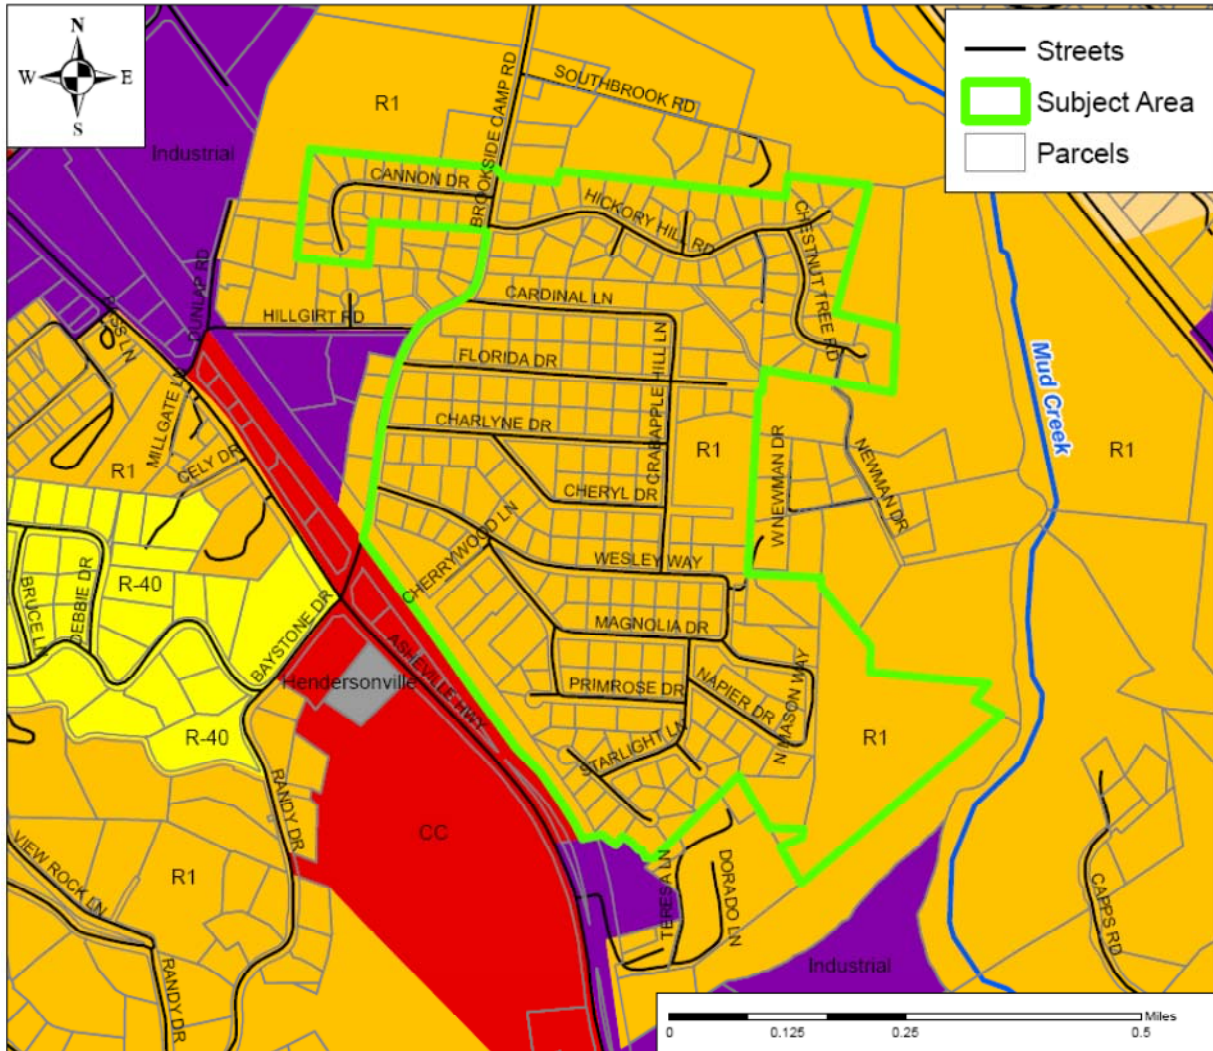 N
W E
S
Streets
Subject Area
Parcels
SOUTHBROOK RD
R1
BROOKSIDE CAMP RD
Industrial
CANNON DR
HICKORY HILL RD
CHESTNUT TREE RD
DUNLAP RD
CARDINAL LN
HILLGIRT RD
CRABAPPLE HILL LN
FLORIDA DR
Mud Creek
MILLGATE LN
CHARLYNE DR
R1
R1
R1
CELY DR
W NEWMAN DR
NEWMAN DR
CHERYL DR
CHERRYWOOD LN
WESLEY WAY
R-40
BRUCE LN
DEBBIE DR
BAYSTONE DR
MAGNOLIA DR
ASHEVILLE HWY
N MASON WAY
Hendersonville
PRIMROSE DR
NAPIER DR
R-40
R1
STARLIGHT LN
RANDY DR
CC
VIEW ROCK LN
R1
TERESA LN
DORADO LN
CAPPS RD
RANDY DR
Industrial
Miles
0 0.125 0.25 0.5